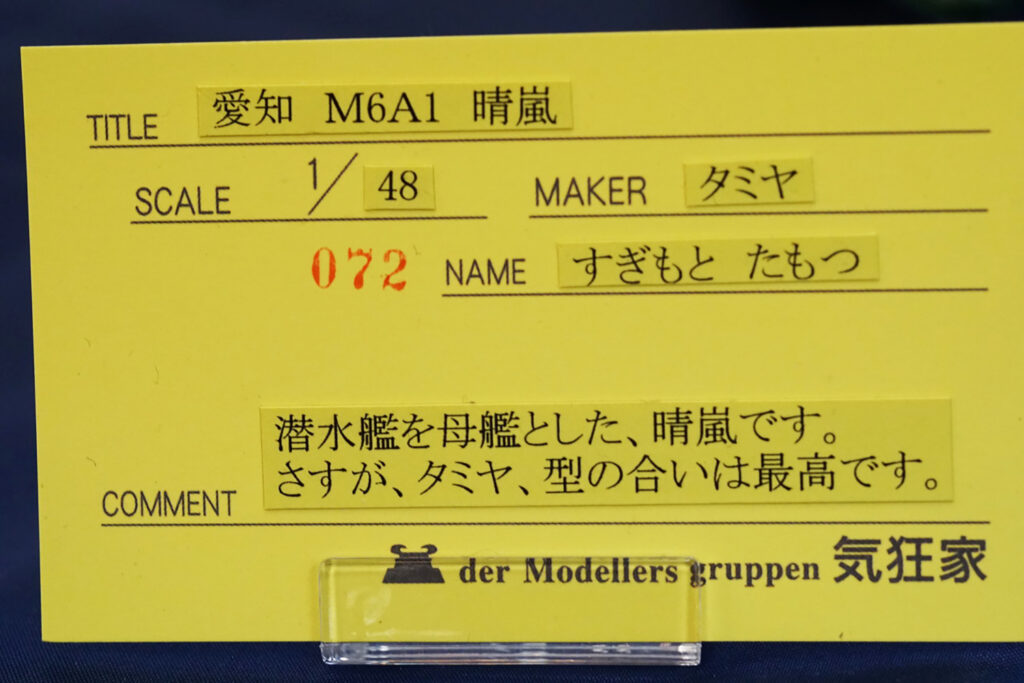 TITLE 愛知 M6A1 晴嵐
SCALE 1/48 MAKER タミヤ
072 NAME すぎもと たもつ
潜水艦を母艦とした、晴嵐です。
さすが、タミヤ、型の合いは最高です。
COMMENT
der Modellers gruppen 気狂家